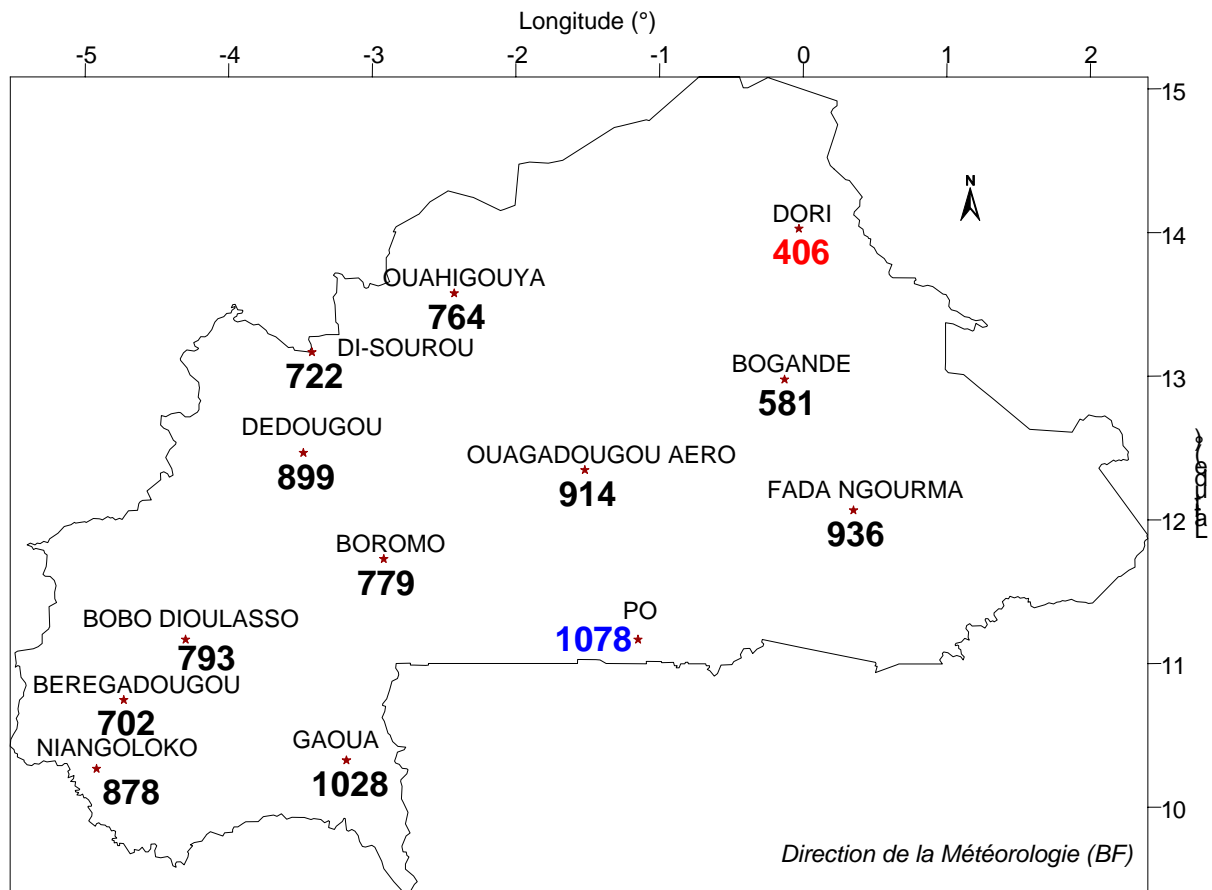 Longitude (°)
-5 -4 -3 -2 -1 0 1 2
15
N
DORI
14
406
OUAHIGOUYA
764
DI-SOUROU
722
BOGANDE
13
581
DEDOUGOU
899
OUAGADOUGOU AERO
914
FADA NGOURMA
936
12
BOROMO
779
PO
1078
BOBO DIOULASSO
793
11
BEREGADOUGOU
702
NIANGOLOKO
878
GAOUA
1028
10
Direction de la Météorologie (BF)